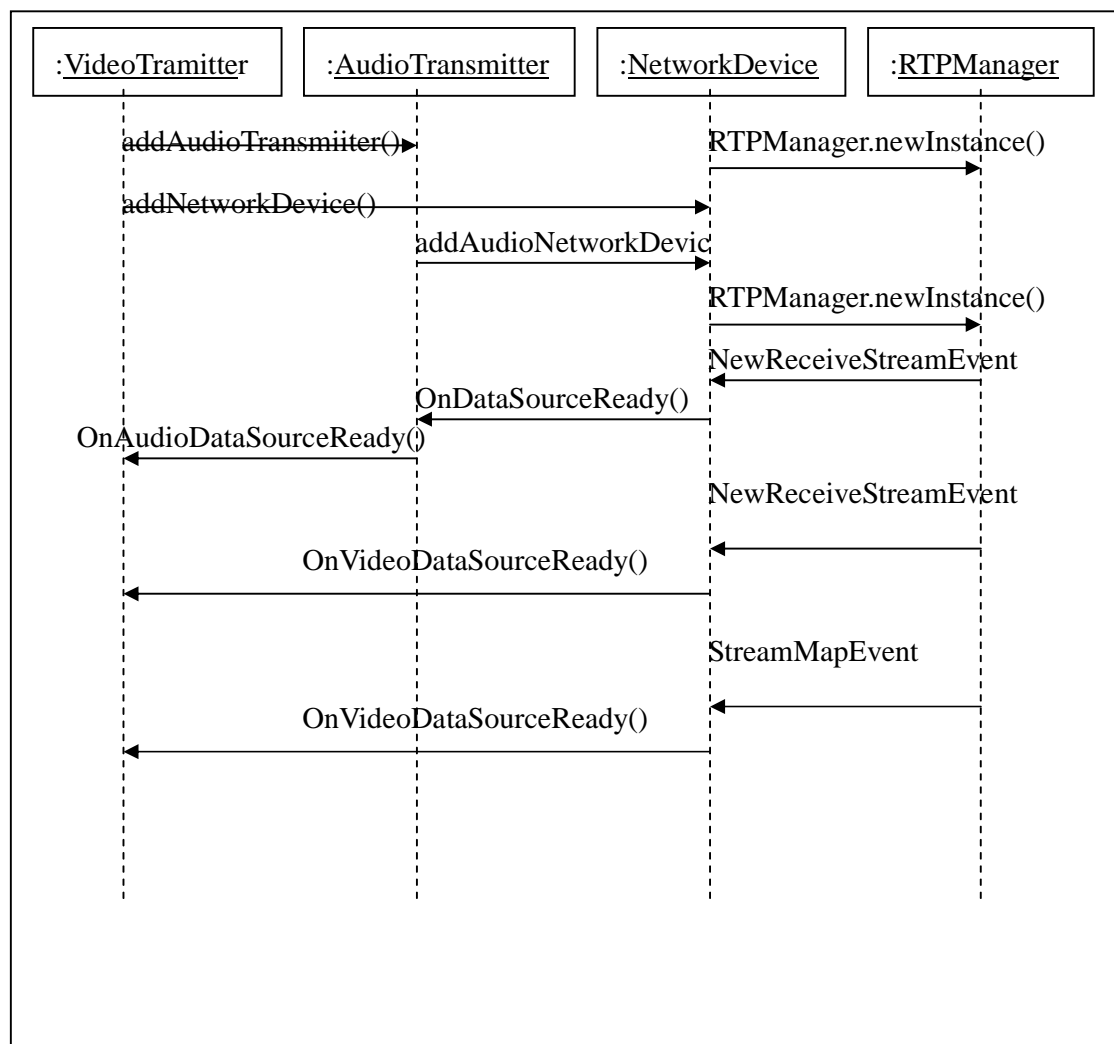 :VideoTramitter
:AudioTransmitter
:NetworkDevice
:RTPManager
addAudioTransmiiter()
RTPManager.newInstance()
addNetworkDevice()
addAudioNetworkDevic
RTPManager.newInstance()
NewReceiveStreamEvent
OnDataSourceReady()
OnAudioDataSourceReady()
NewReceiveStreamEvent
OnVideoDataSourceReady()
StreamMapEvent
OnVideoDataSourceReady()